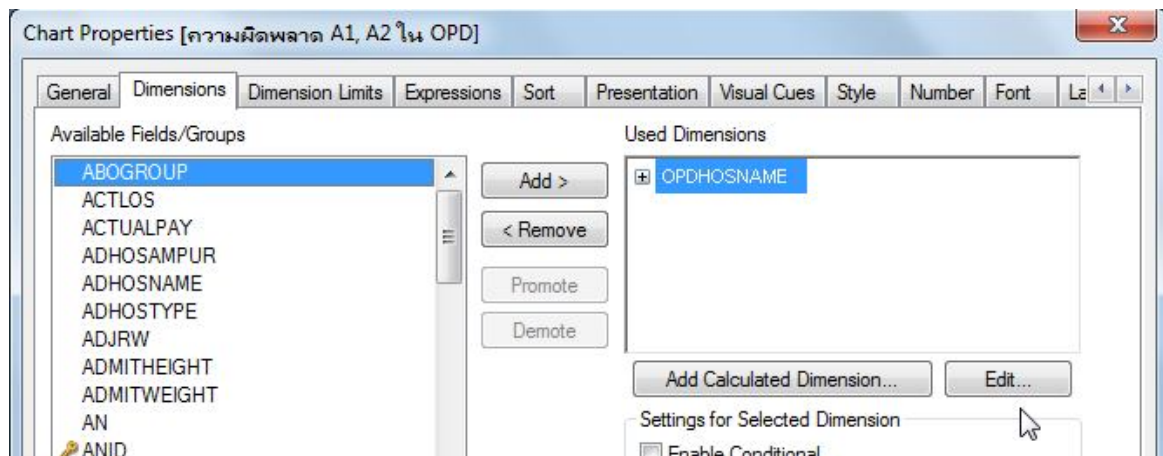 Chart Properties [ความผิดพลาด A1, A2 ใน OPD]
General Dimensions Dimension Limits Expressions Sort Presentation Visual Cues Style Number Font La
Available Fields/Groups
ABOGROUP
ACTLOS
ACTUALPAY
ADHOSAMPUR
ADHOSNAME
ADHOSTYPE
ADJRW
ADMITHEIGHT
ADMITWEIGHT
AN
ANID
Add >
< Remove
Promote
Demote
Used Dimensions
OPDHOSNAME
Add Calculated Dimension... Edit...
Settings for Selected Dimension
Enable Conditional